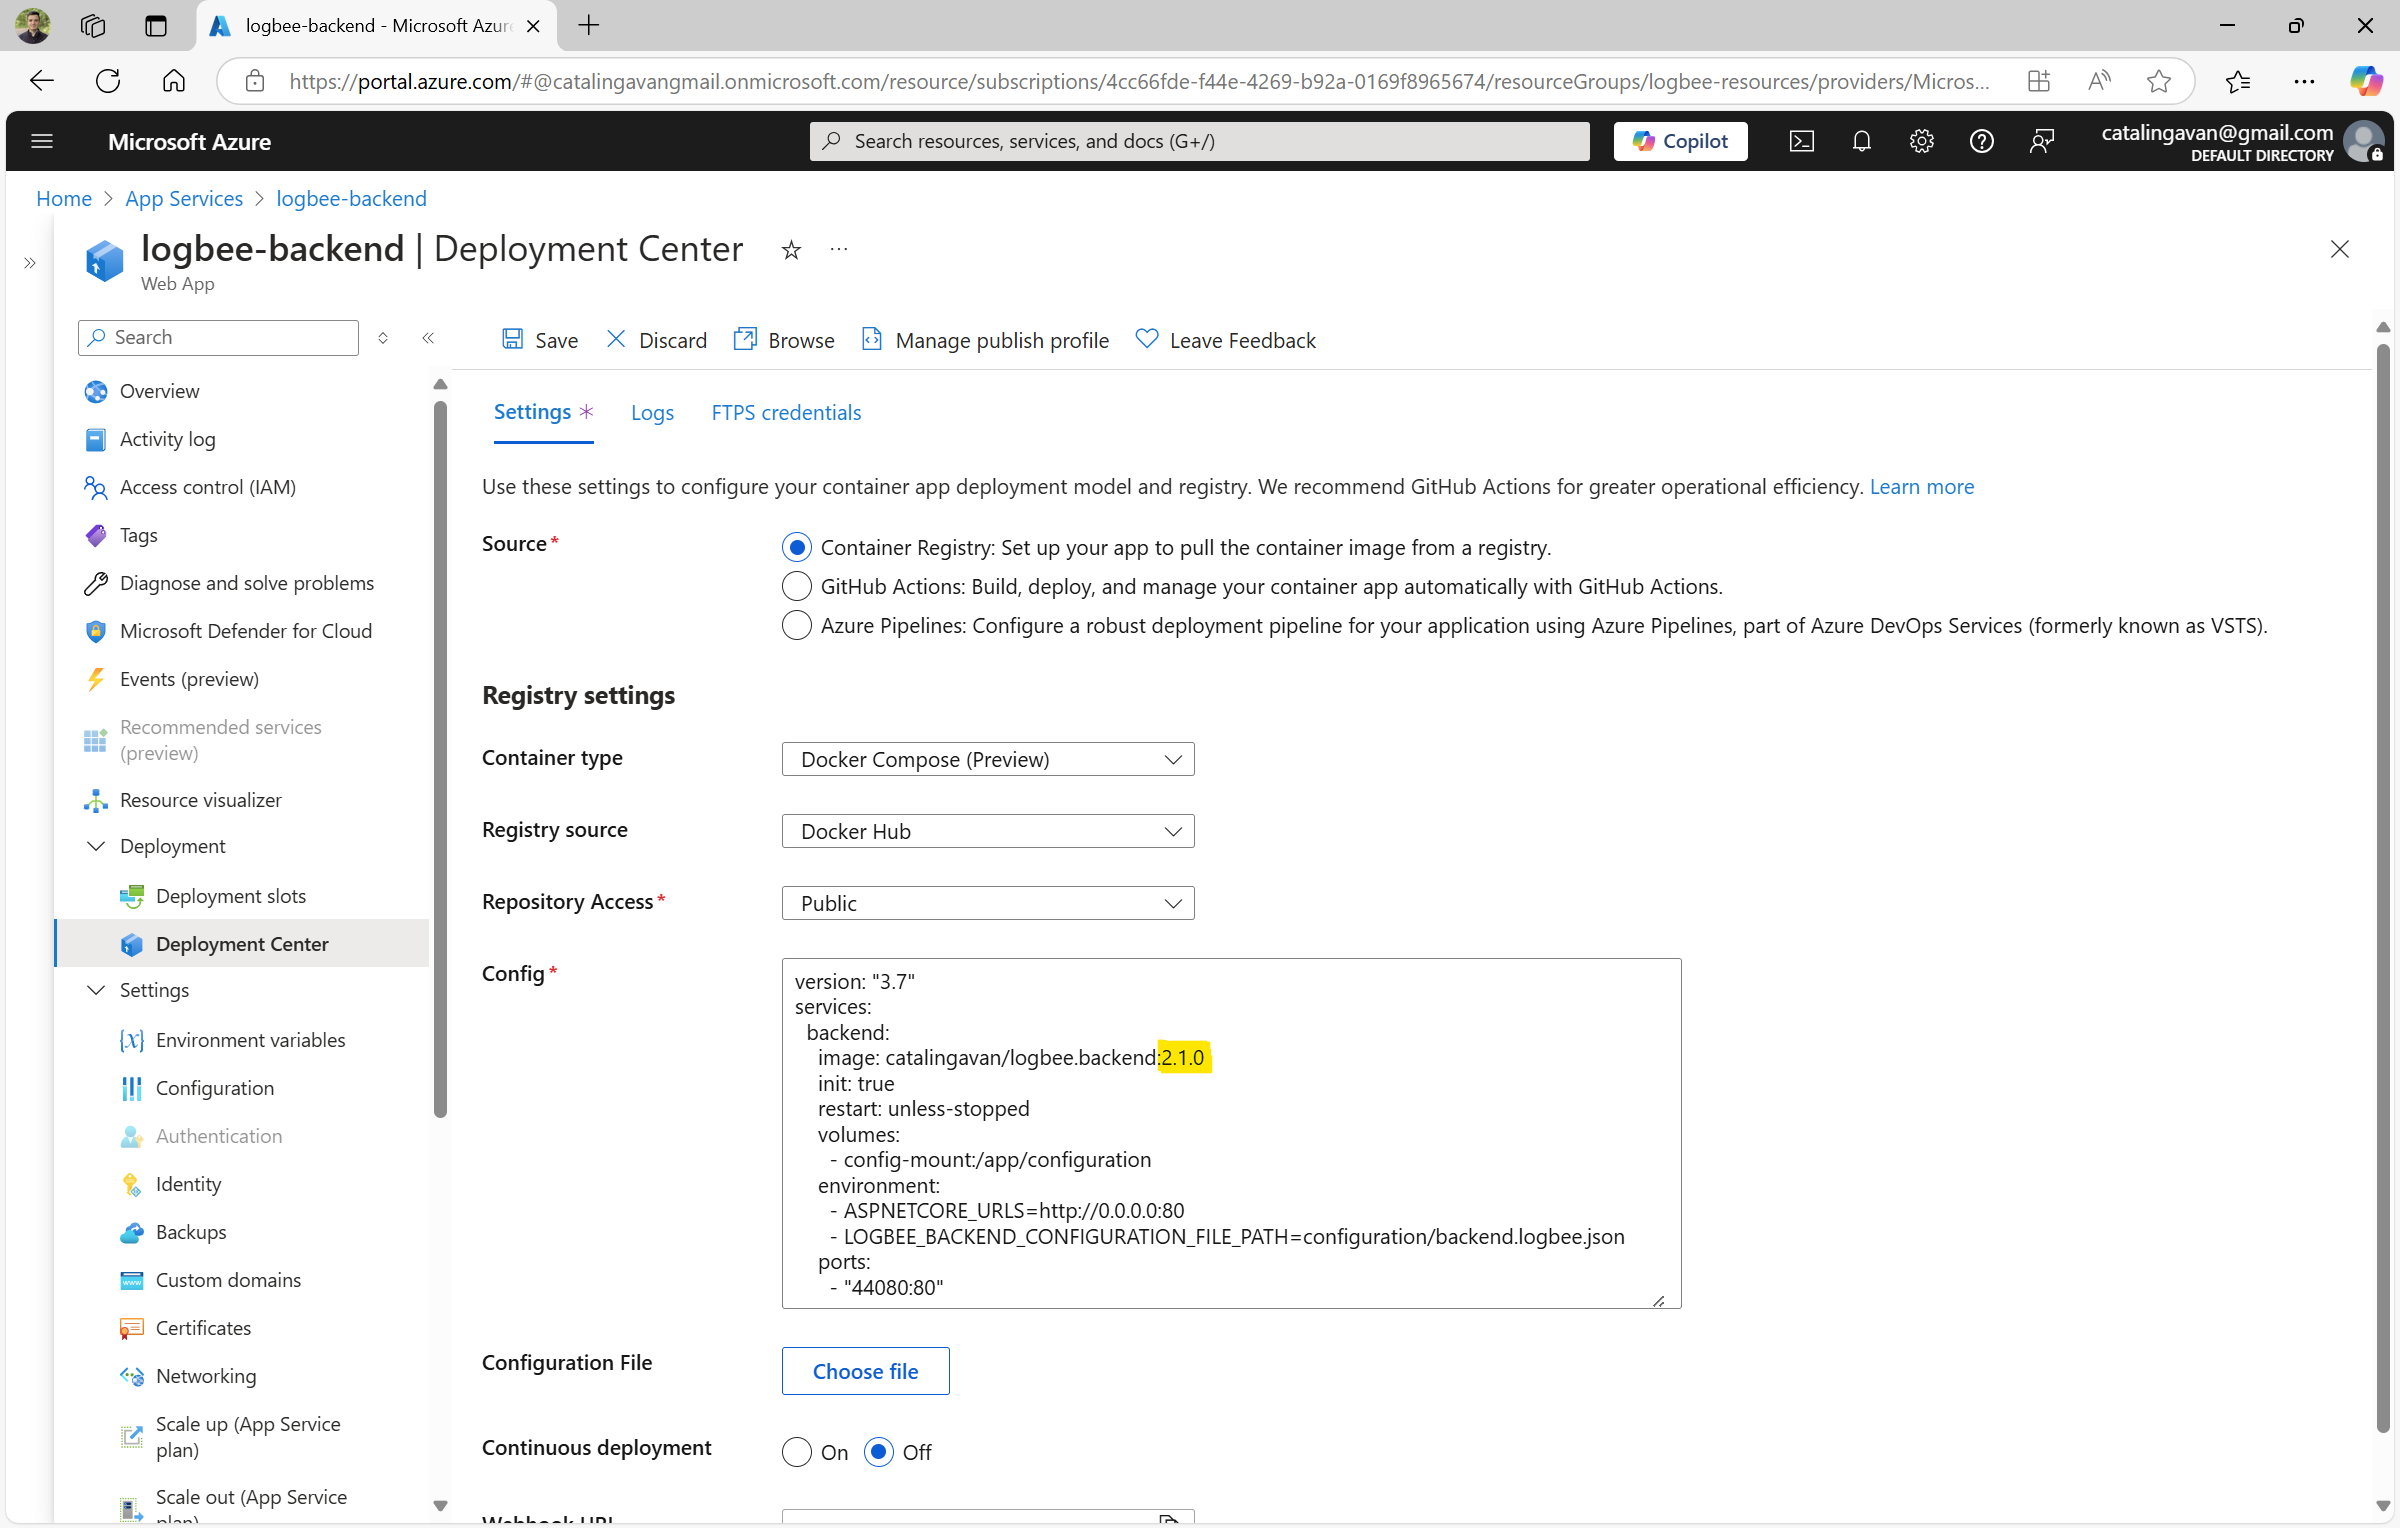 logbee-backend - Microsoft Azur
https://portal.azure.com/#@catalingavangmail.onmicrosoft.com/resource/subscriptions/4cc66fde-f44e-4269-b92a-0169f8965674/resourceGroups/logbee-resources/providers/Micros...
Microsoft Azure
Search resources, services, and docs (G+/)
Copilot
catalingavan@gmail.com
DEFAULT DIRECTORY
Home > App Services > logbee-backend
logbee-backend | Deployment Center
Web App
Search
Save
Discard
Browse
Manage publish profile
Leave Feedback
Overview
Activity log
Access control (IAM)
Tags
Diagnose and solve problems
Microsoft Defender for Cloud
Events (preview)
Recommended services
(preview)
Resource visualizer
Deployment
Deployment slots
Deployment Center
Settings
Environment variables
Configuration
Authentication
Identity
Backups
Custom domains
Certificates
Networking
Scale up (App Service
plan)
Scale out (App Service
plan)
Settings *
Logs
FTPS credentials
Use these settings to configure your container app deployment model and registry. We recommend GitHub Actions for greater operational efficiency. Learn more
Source*
Container Registry: Set up your app to pull the container image from a registry.
GitHub Actions: Build, deploy, and manage your container app automatically with GitHub Actions.
Azure Pipelines: Configure a robust deployment pipeline for your application using Azure Pipelines, part of Azure DevOps Services (formerly known as VSTS).
Registry settings
Container type
Docker Compose (Preview)
Registry source
Docker Hub
Repository Access*
Public
Config*
version: "3.7"
services:
backend:
image: catalingavan/logbee.backend:2.1.0
init: true
restart: unless-stopped
volumes:
- config-mount:/app/configuration
environment:
- ASPNETCORE_URLS=http://0.0.0.0:80
- LOGBEE_BACKEND_CONFIGURATION_FILE_PATH=configuration/backend.logbee.json
ports:
- "44080:80"
Configuration File
Choose file
Continuous deployment
On
Off
Webhook URL